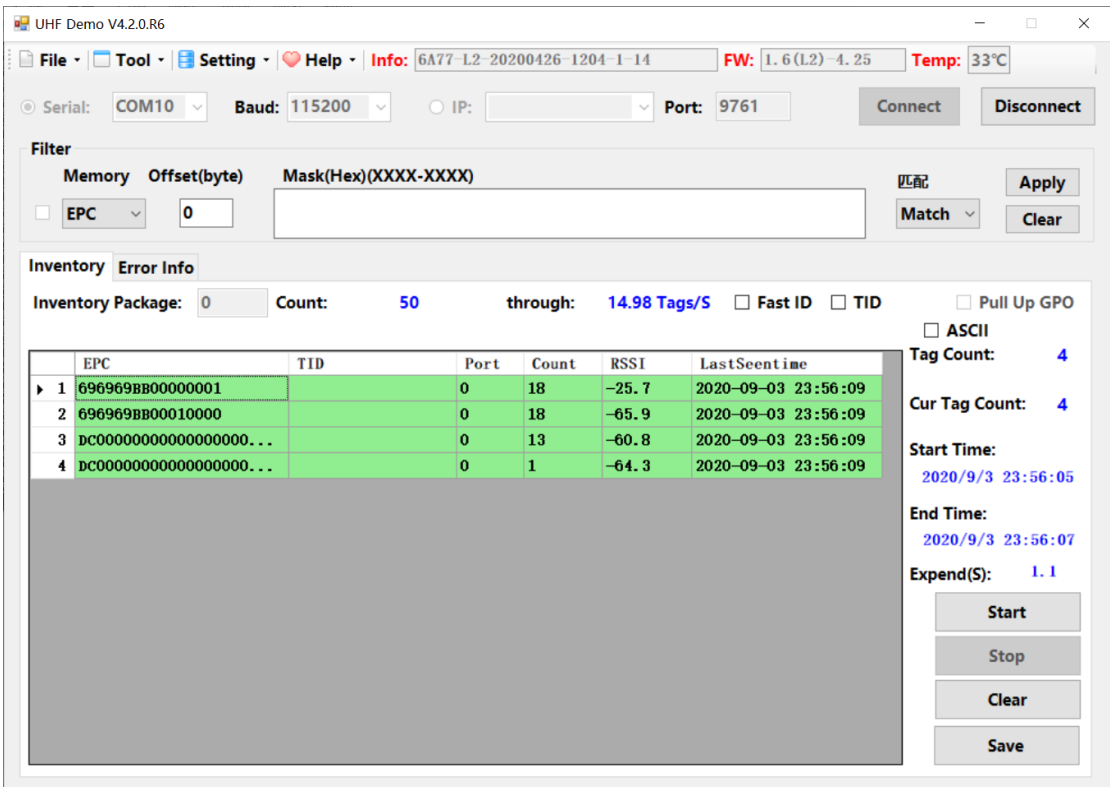 UHF Demo V4.2.0.R6
File Tool Setting Help Info: 6A77-L2-20200426-1204-1-14 FW: 1.6(L2)-4.25 Temp: 33℃
Serial: COM10 Baud: 115200 IP: Port: 9761 Connect Disconnect
Filter
Memory Offset(byte) Mask(Hex)(XXXX-XXXX) 匹配 Apply
EPC 0 Match Clear
Inventory Error Info
Inventory Package: 0 Count: 50 through: 14.98 Tags/S Fast ID TID Pull Up GPO
ASCII
EPC TID Port Count RSSI LastSeentime
1 696969BB00000001 0 18 -25.7 2020-09-03 23:56:09
2 696969BB00010000 0 18 -65.9 2020-09-03 23:56:09
3 DC00000000000000000... 0 13 -60.8 2020-09-03 23:56:09
4 DC00000000000000000... 0 1 -64.3 2020-09-03 23:56:09
Tag Count: 4
Cur Tag Count: 4
Start Time:
2020/9/3 23:56:05
End Time:
2020/9/3 23:56:07
Expend(S): 1.1
Start
Stop
Clear
Save